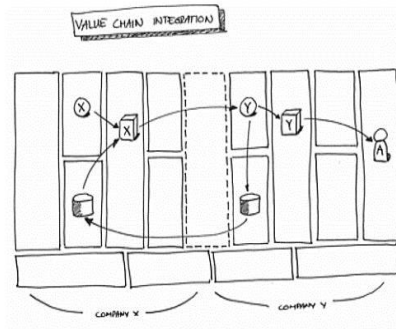 VALUE CHAIN INTEGRATION
X
X
Y
Y
A
COMPANY X
COMPANY Y